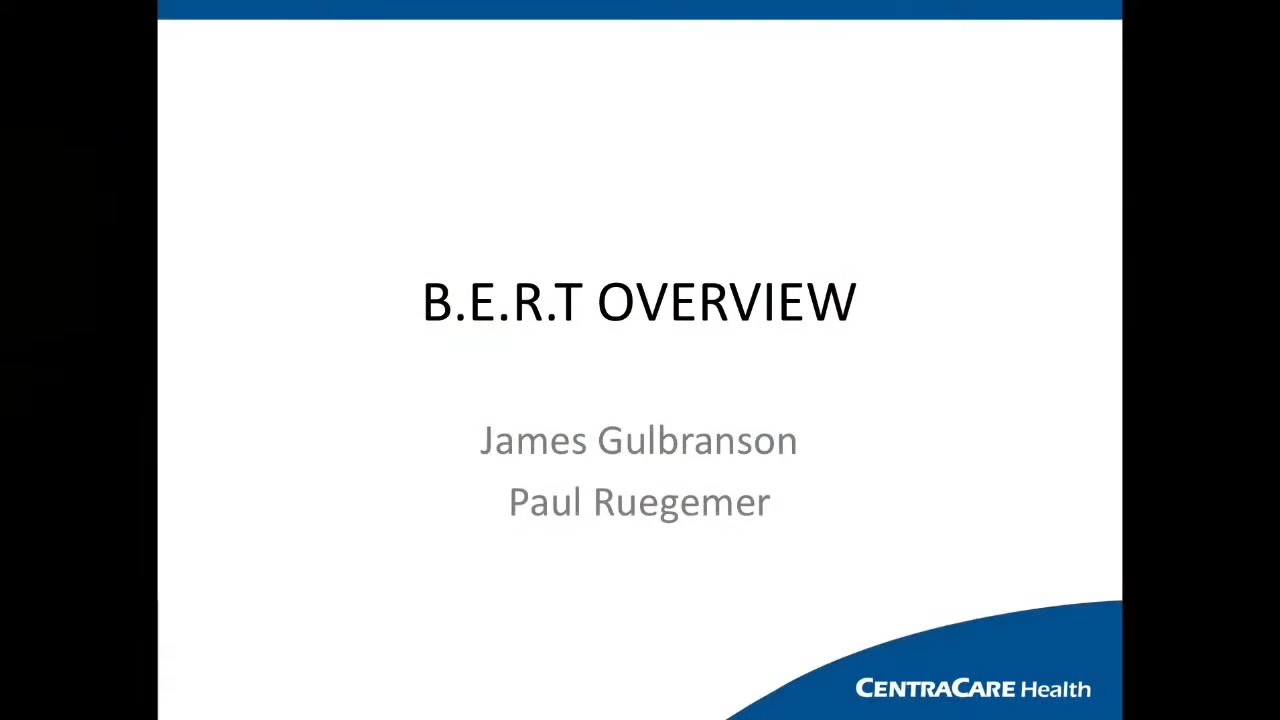 B.E.R.T OVERVIEW
James Gulbranson
Paul Ruegemer
CENTRACARE Health